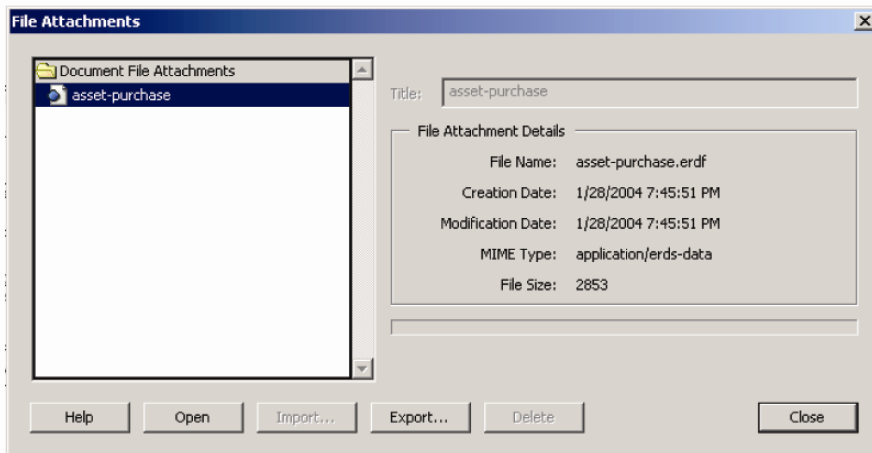 File Attachments
Document File Attachments
asset-purchase
Title: asset-purchase
File Attachment Details
File Name: asset-purchase.erdf
Creation Date: 1/28/2004 7:45:51 PM
Modification Date: 1/28/2004 7:45:51 PM
MIME Type: application/erds-data
File Size: 2853
Help Open Import... Export... Delete Close